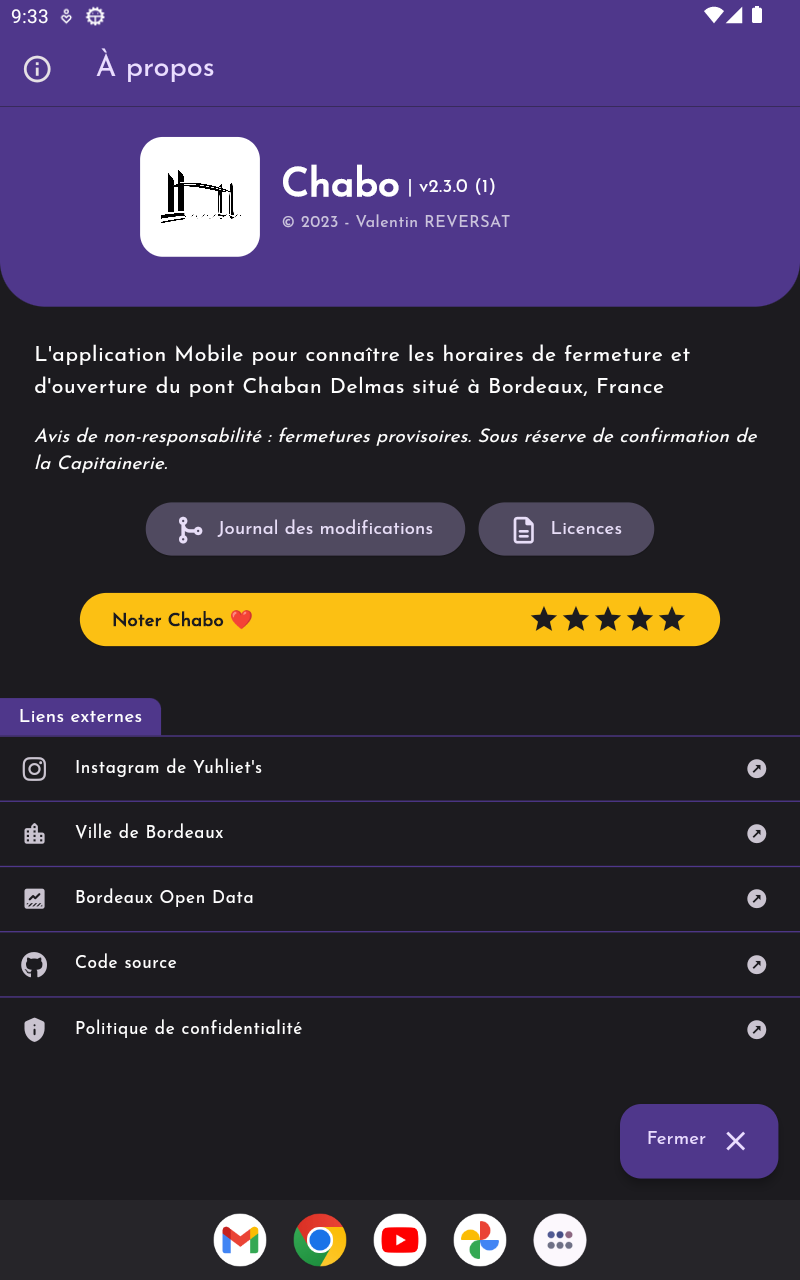 9:33
À propos
Chabo | v2.3.0 (1)
© 2023 - Valentin REVERSAT
L'application Mobile pour connaître les horaires de fermeture et
d'ouverture du pont Chaban Delmas situé à Bordeaux, France
Avis de non-responsabilité : fermetures provisoires. Sous réserve de confirmation de
la Capitainerie.
Journal des modifications
Licences
Noter Chabo ❤️
Liens externes
Instagram de Yuhliet's
Ville de Bordeaux
Bordeaux Open Data
Code source
Politique de confidentialité
Fermer